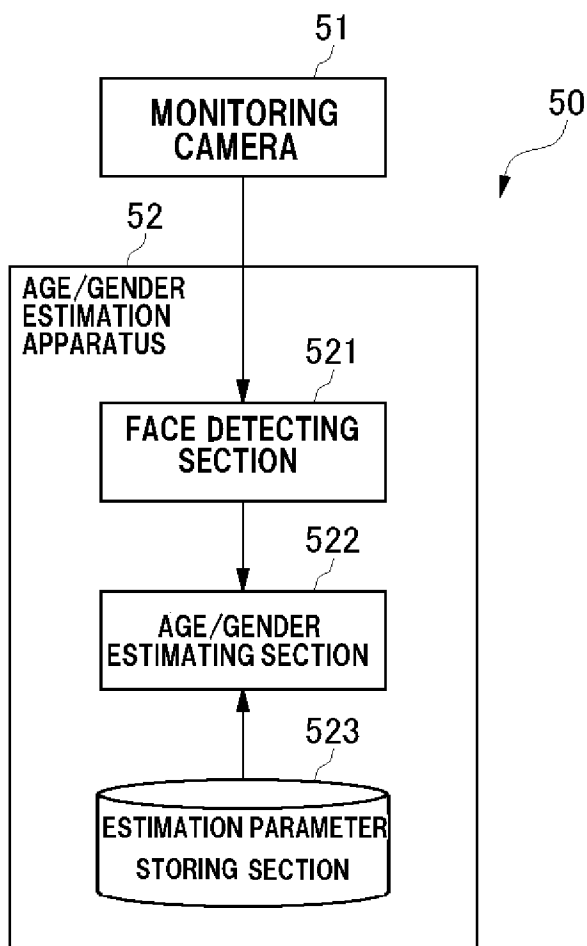 51
MONITORING
CAMERA
50
52
AGE/GENDER
ESTIMATION
APPARATUS
521
FACE DETECTING
SECTION
522
AGE/GENDER
ESTIMATING SECTION
523
ESTIMATION PARAMETER
STORING SECTION